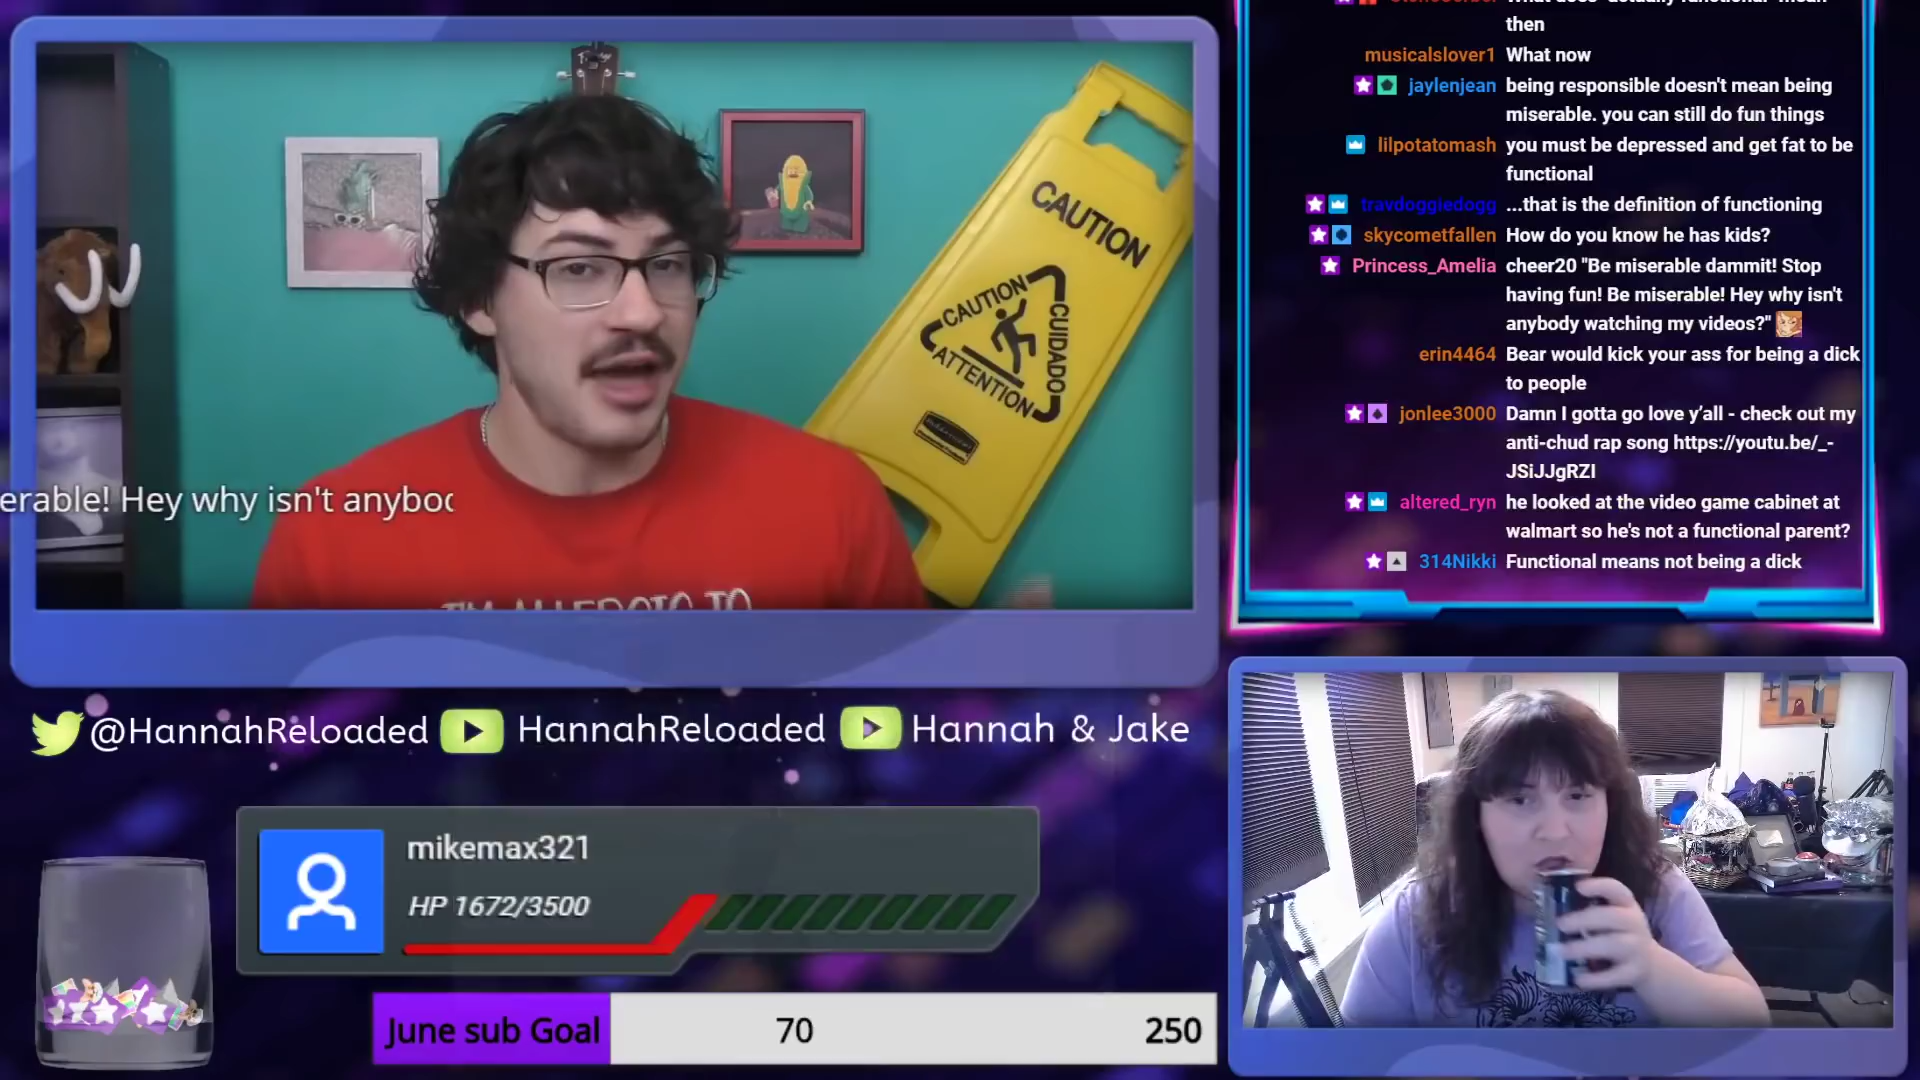 then
musicalslover1 What now
jaylenjean being responsible doesn't mean being
miserable. you can still do fun things
lilpotatomash you must be depressed and get fat to be
functional
travdoggiedogg ...that is the definition of functioning
skycometfallen How do you know he has kids?
Princess_Amelia cheer20 "Be miserable dammit! Stop
having fun! Be miserable! Hey why isn't
anybody watching my videos?"
erin4464 Bear would kick your ass for being a dick
to people
jonlee3000 Damn I gotta go love y’all - check out my
anti-chud rap song https://youtu.be/_-
JSiJJgRZI
altered_ryn he looked at the video game cabinet at
walmart so he's not a functional parent?
314Nikki Functional means not being a dick
CAUTION
CAUTION
CUIDADO
ATTENTION
erable! Hey why isn't anyboc
I'M ALLERGIC TO
@HannahReloaded HannahReloaded Hannah & Jake
mikemax321
HP 1672/3500
June sub Goal 70 250